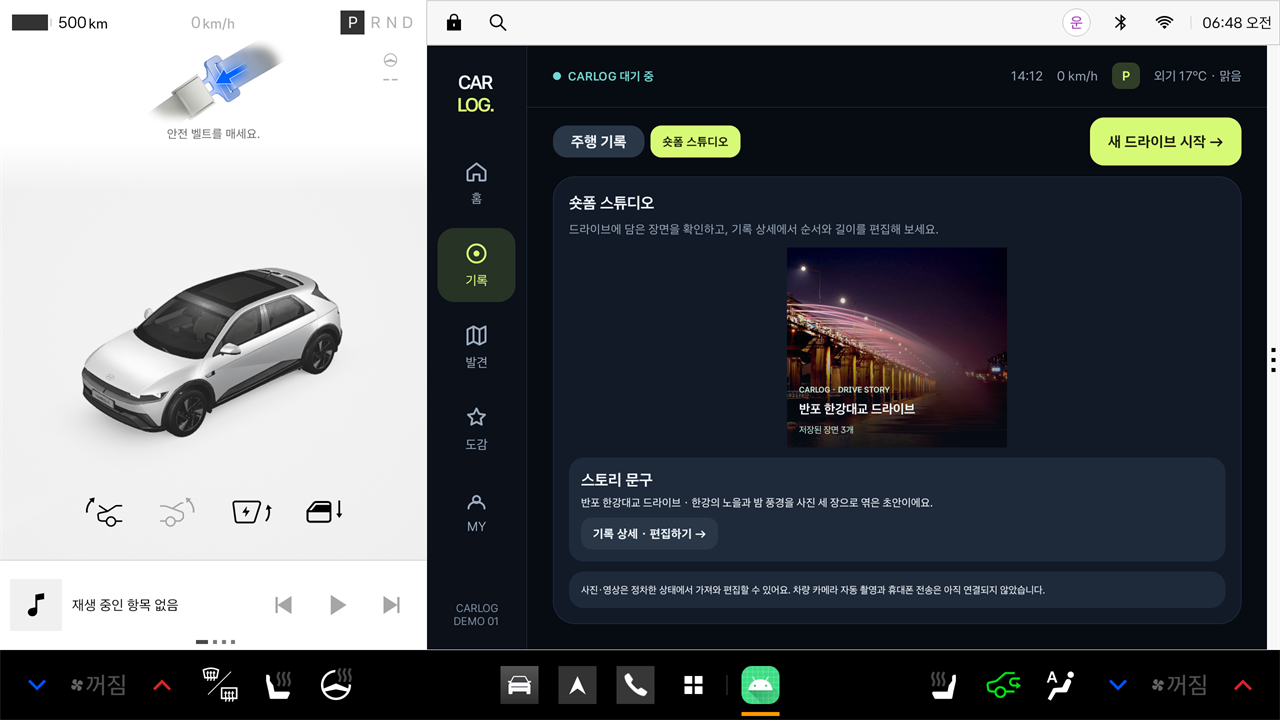 500 km
0 km/h
P R N D
안전 벨트를 매세요.
재생 중인 항목 없음
운
06:48 오전
CAR
LOG.
홈
기록
발견
도감
MY
CARLOG
DEMO 01
CARLOG 대기 중
14:12 0 km/h P 외기 17°C · 맑음
주행 기록
숏폼 스튜디오
새 드라이브 시작 →
숏폼 스튜디오
드라이브에 담은 장면을 확인하고, 기록 상세에서 순서와 길이를 편집해 보세요.
CARLOG · DRIVE STORY
반포 한강대교 드라이브
저장된 장면 3개
스토리 문구
반포 한강대교 드라이브 · 한강의 노을과 밤 풍경을 사진 세 장으로 엮은 초안이에요.
기록 상세 · 편집하기 →
사진·영상은 정차한 상태에서 가져와 편집할 수 있어요. 차량 카메라 자동 촬영과 휴대폰 전송은 아직 연결되지 않았습니다.
꺼짐
A
꺼짐